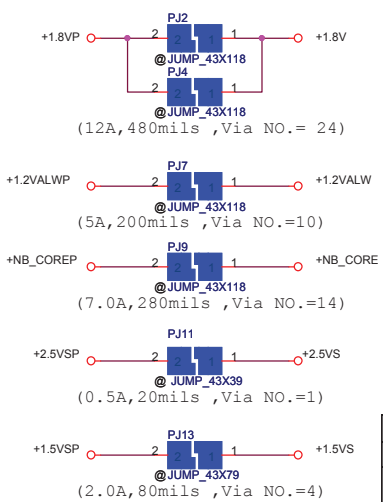 PJ2
+1.8VP 2 2 1 1 +1.8V
@ JUMP_43X118
PJ4
2 1
@ JUMP_43X118
(12A,480mils ,Via NO.= 24)
PJ7
+1.2VALWP 2 2 1 1 +1.2VALW
@ JUMP_43X118
(5A,200mils ,Via NO.=10)
PJ9
+NB_COREP 2 2 1 1 +NB_CORE
@ JUMP_43X118
(7.0A,280mils ,Via NO.=14)
PJ11
+2.5VSP 2 2 1 1 +2.5VS
@ JUMP_43X39
(0.5A,20mils ,Via NO.=1)
PJ13
+1.5VSP 2 2 1 1 +1.5VS
@ JUMP_43X79
(2.0A,80mils ,Via NO.=4)